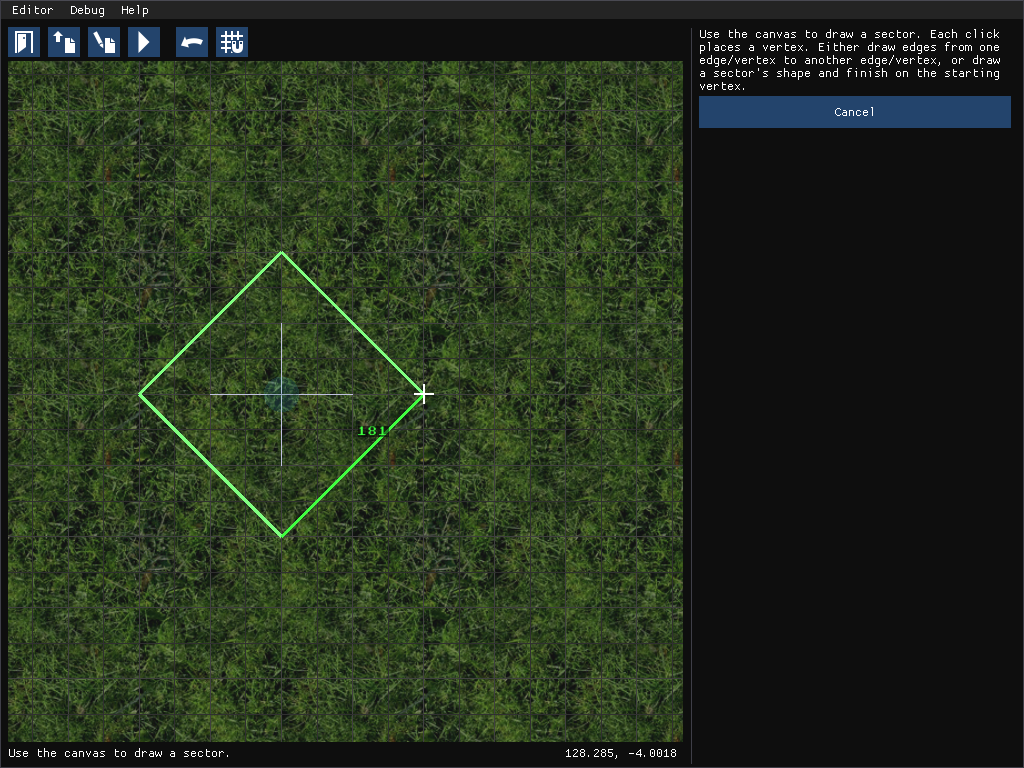 Editor Debug Help
Use the canvas to draw a sector. Each click
places a vertex. Either draw edges from one
edge/vertex to another edge/vertex, or draw
a sector's shape and finish on the starting
vertex.
Cancel
181
Use the canvas to draw a sector.
128.285, -4.0018